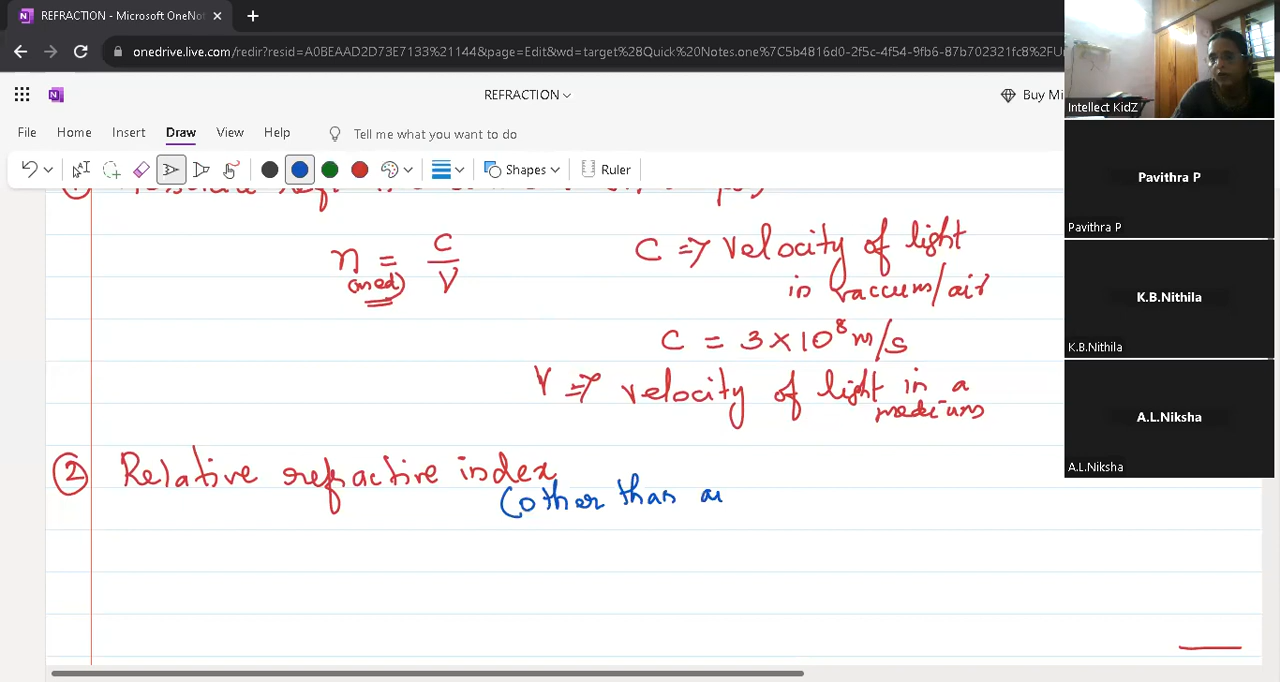 REFRACTION - Microsoft OneNot
onedrive.live.com/redir?resid=A0BEAAD2D73E7133%21144&page=Edit&wd=target%28Quick%20Notes.one%7C5b4816d0-2f5c-4f54-9fb6-87b702321fc8%2FU
REFRACTION
Buy Mi
File Home Insert Draw View Help Tell me what you want to do
Shapes Ruler
n(med) = C/V
C => velocity of light
in vaccum/air
C = 3×10⁸ m/s
V => velocity of light in a
medium
② Relative refractive index
(other than
Intellect KidZ
Pavithra P
Pavithra P
K.B.Nithila
K.B.Nithila
A.L.Niksha
A.L.Niksha